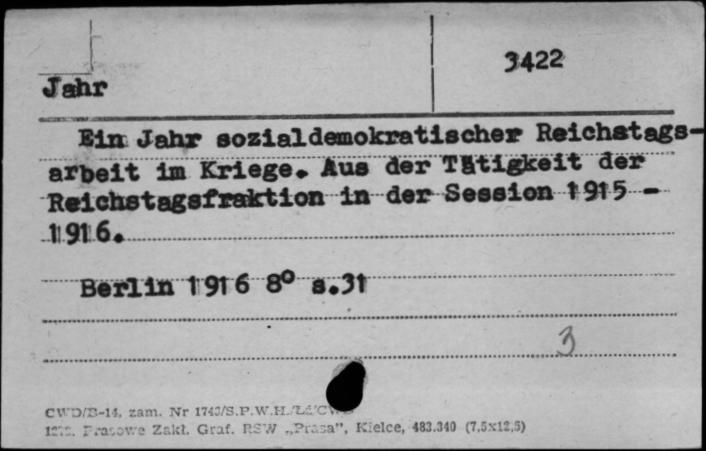 3422
Jahr
Ein Jahr sozialdemokratischer Reichstags-
arbeit im Kriege. Aus der Tätigkeit der
Reichstagsfraktion in der Session 1915 -
1916.
Berlin 1916 8° s.31
3
CWD/B-14, zam. Nr 1740/S.P.W.H./
Prasowe Zakł. Graf. RSW „Prasa", Kielce, 483.340 (7,5x12,5)